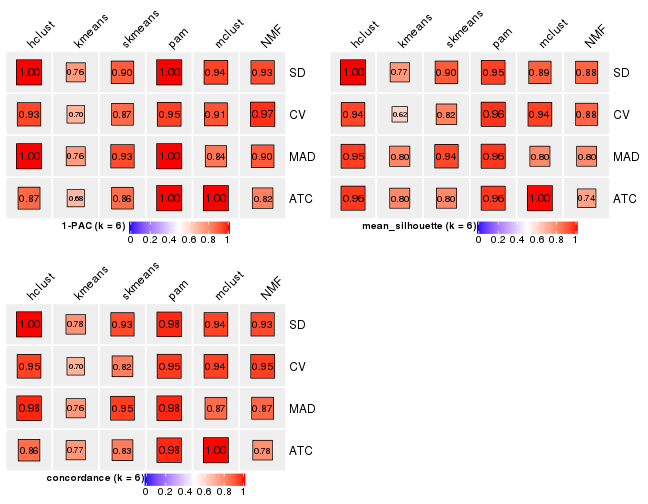 hclust kmeans skmeans pam mclust NMF
1.00 0.76 0.90 1.00 0.94 0.93 SD
0.93 0.70 0.87 0.95 0.91 0.97 CV
1.00 0.76 0.93 1.00 0.84 0.90 MAD
0.87 0.68 0.86 1.00 1.00 0.82 ATC
1-PAC (k = 6)
0 0.2 0.4 0.6 0.8 1
hclust kmeans skmeans pam mclust NMF
1.00 0.77 0.90 0.95 0.89 0.88 SD
0.94 0.62 0.82 0.96 0.94 0.88 CV
0.95 0.80 0.94 0.96 0.80 0.80 MAD
0.96 0.80 0.80 0.96 1.00 0.74 ATC
mean_silhouette (k = 6)
0 0.2 0.4 0.6 0.8 1
hclust kmeans skmeans pam mclust NMF
1.00 0.78 0.93 0.98 0.94 0.93 SD
0.95 0.70 0.82 0.95 0.94 0.95 CV
0.98 0.76 0.95 0.98 0.87 0.87 MAD
0.86 0.77 0.83 0.98 1.00 0.78 ATC
concordance (k = 6)
0 0.2 0.4 0.6 0.8 1